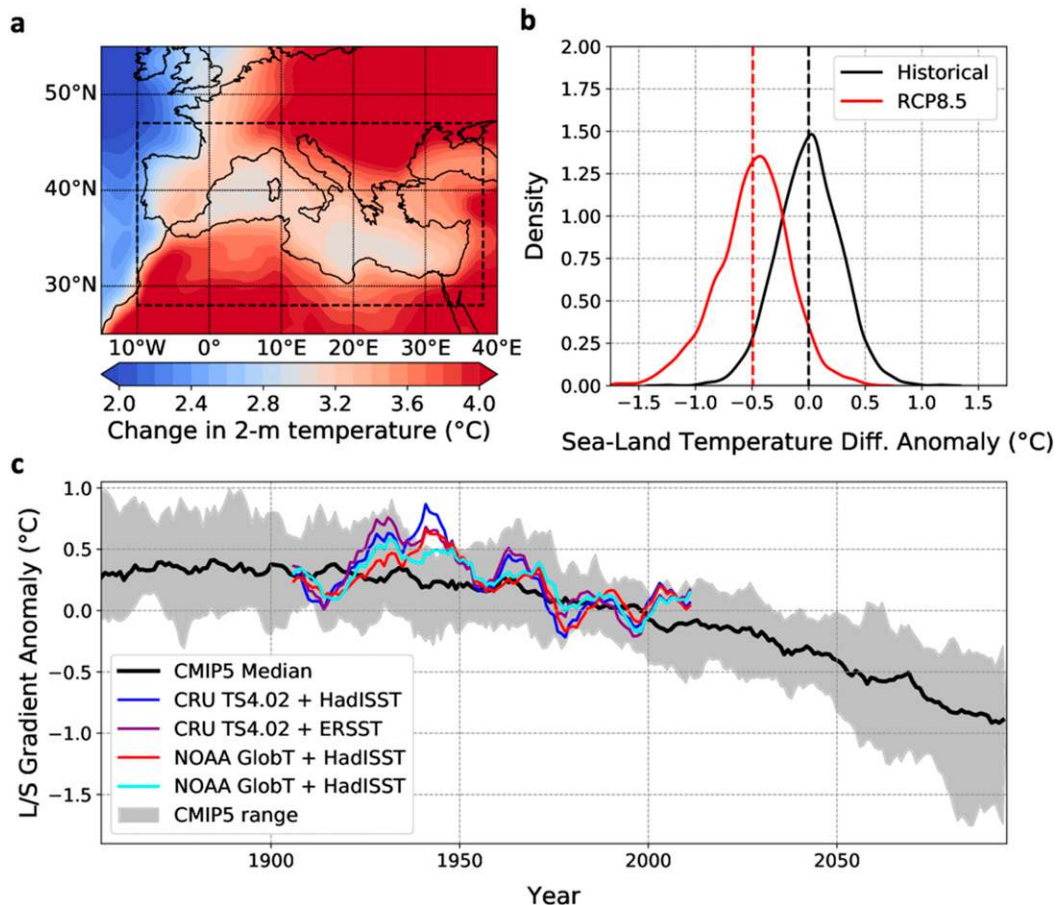 a
50°N
40°N
30°N
10°W 0° 10°E 20°E 30°E 40°E
2.0 2.4 2.8 3.2 3.6 4.0
Change in 2-m temperature (°C)
b
2.00
1.75
1.50
1.25
1.00
0.75
0.50
0.25
0.00
Density
Historical
RCP8.5
−1.5 −1.0 −0.5 0.0 0.5 1.0 1.5
Sea-Land Temperature Diff. Anomaly (°C)
c
1.0
0.5
0.0
−0.5
−1.0
−1.5
L/S Gradient Anomaly (°C)
CMIP5 Median
CRU TS4.02 + HadISST
CRU TS4.02 + ERSST
NOAA GlobT + HadISST
NOAA GlobT + HadISST
CMIP5 range
1900 1950 2000 2050
Year